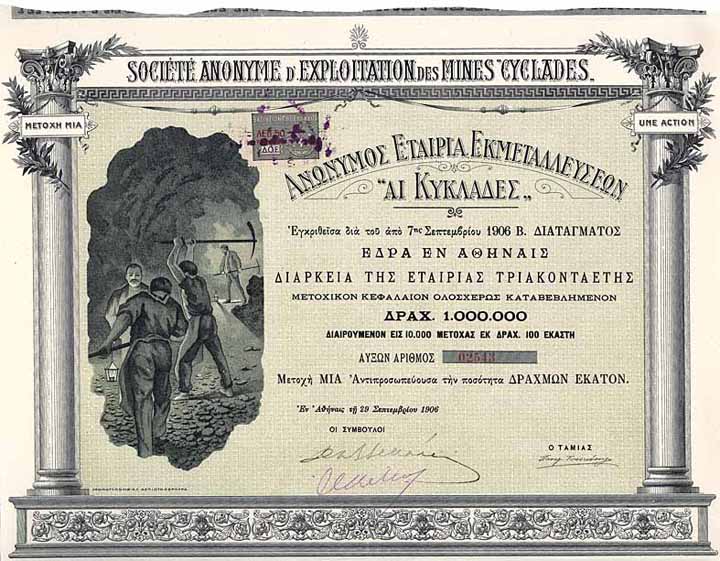 SOCIÉTÉ ANONYME D'EXPLOITATION DES MINES "CYCLADES"
ΜΕΤΟΧΗ ΜΙΑ
UNE ACTION
ΑΝΩΝΥΜΟΣ ΕΤΑΙΡΙΑ ΕΚΜΕΤΑΛΛΕΥΣΕΩΝ
"ΑΙ ΚΥΚΛΑΔΕΣ"
Ἐγκριθεῖσα διὰ τοῦ ἀπὸ 7ης Σεπτεμβρίου 1906 Β. ΔΙΑΤΑΓΜΑΤΟΣ
ΕΔΡΑ ΕΝ ΑΘΗΝΑΙΣ
ΔΙΑΡΚΕΙΑ ΤΗΣ ΕΤΑΙΡΙΑΣ ΤΡΙΑΚΟΝΤΑΕΤΗΣ
ΜΕΤΟΧΙΚΟΝ ΚΕΦΑΛΑΙΟΝ ΟΛΟΣΧΕΡΩΣ ΚΑΤΑΒΕΒΛΗΜΕΝΟΝ
ΔΡΑΧ. 1.000.000
ΔΙΑΙΡΟΥΜΕΝΟΝ ΕΙΣ 10.000 ΜΕΤΟΧΑΣ ΕΚ ΔΡΑΧ. 100 ΕΚΑΣΤΗ
ΑΥΞΩΝ ΑΡΙΘΜΟΣ 02543
Μετοχὴ ΜΙΑ Ἀντιπροσωπεύουσα τὴν ποσότητα ΔΡΑΧΜΩΝ ΕΚΑΤΟΝ.
Ἐν Ἀθήναις τῇ 29 Σεπτεμβρίου 1906
ΟΙ ΣΥΜΒΟΥΛΟΙ
Ο ΤΑΜΙΑΣ